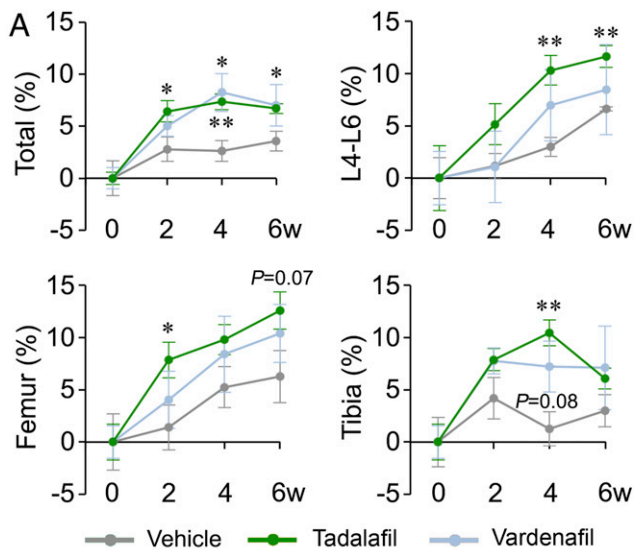 A
Total (%)
15
10
5
0
-5
* * *
**
0 2 4 6w
L4-L6 (%)
15
10
5
0
-5
** **
0 2 4 6w
Femur (%)
15
10
5
0
-5
*
P=0.07
0 2 4 6w
Tibia (%)
15
10
5
0
-5
**
P=0.08
0 2 4 6w
Vehicle Tadalafil Vardenafil